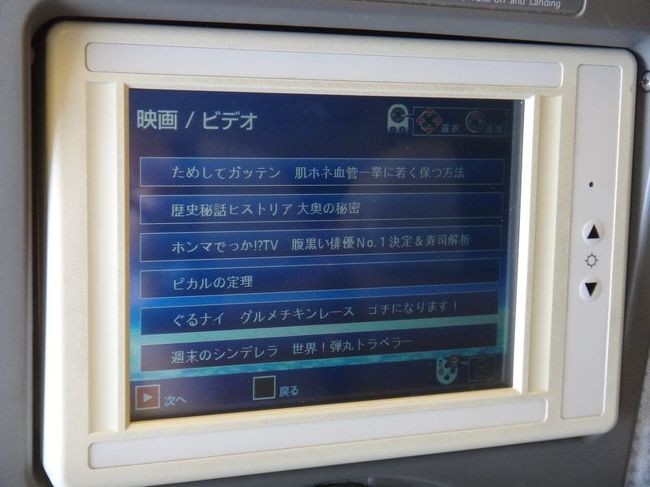 and Landing
映画 / ビデオ
選択 決定
ためしてガッテン 肌ホネ血管一挙に若く保つ方法
歴史秘話ヒストリア 大奥の秘密
ホンマでっか!?TV 腹黒い俳優No.1決定&寿司解析
ピカルの定理
ぐるナイ グルメチキンレース ゴチになります!
週末のシンデレラ 世界!弾丸トラベラー
次へ 戻る